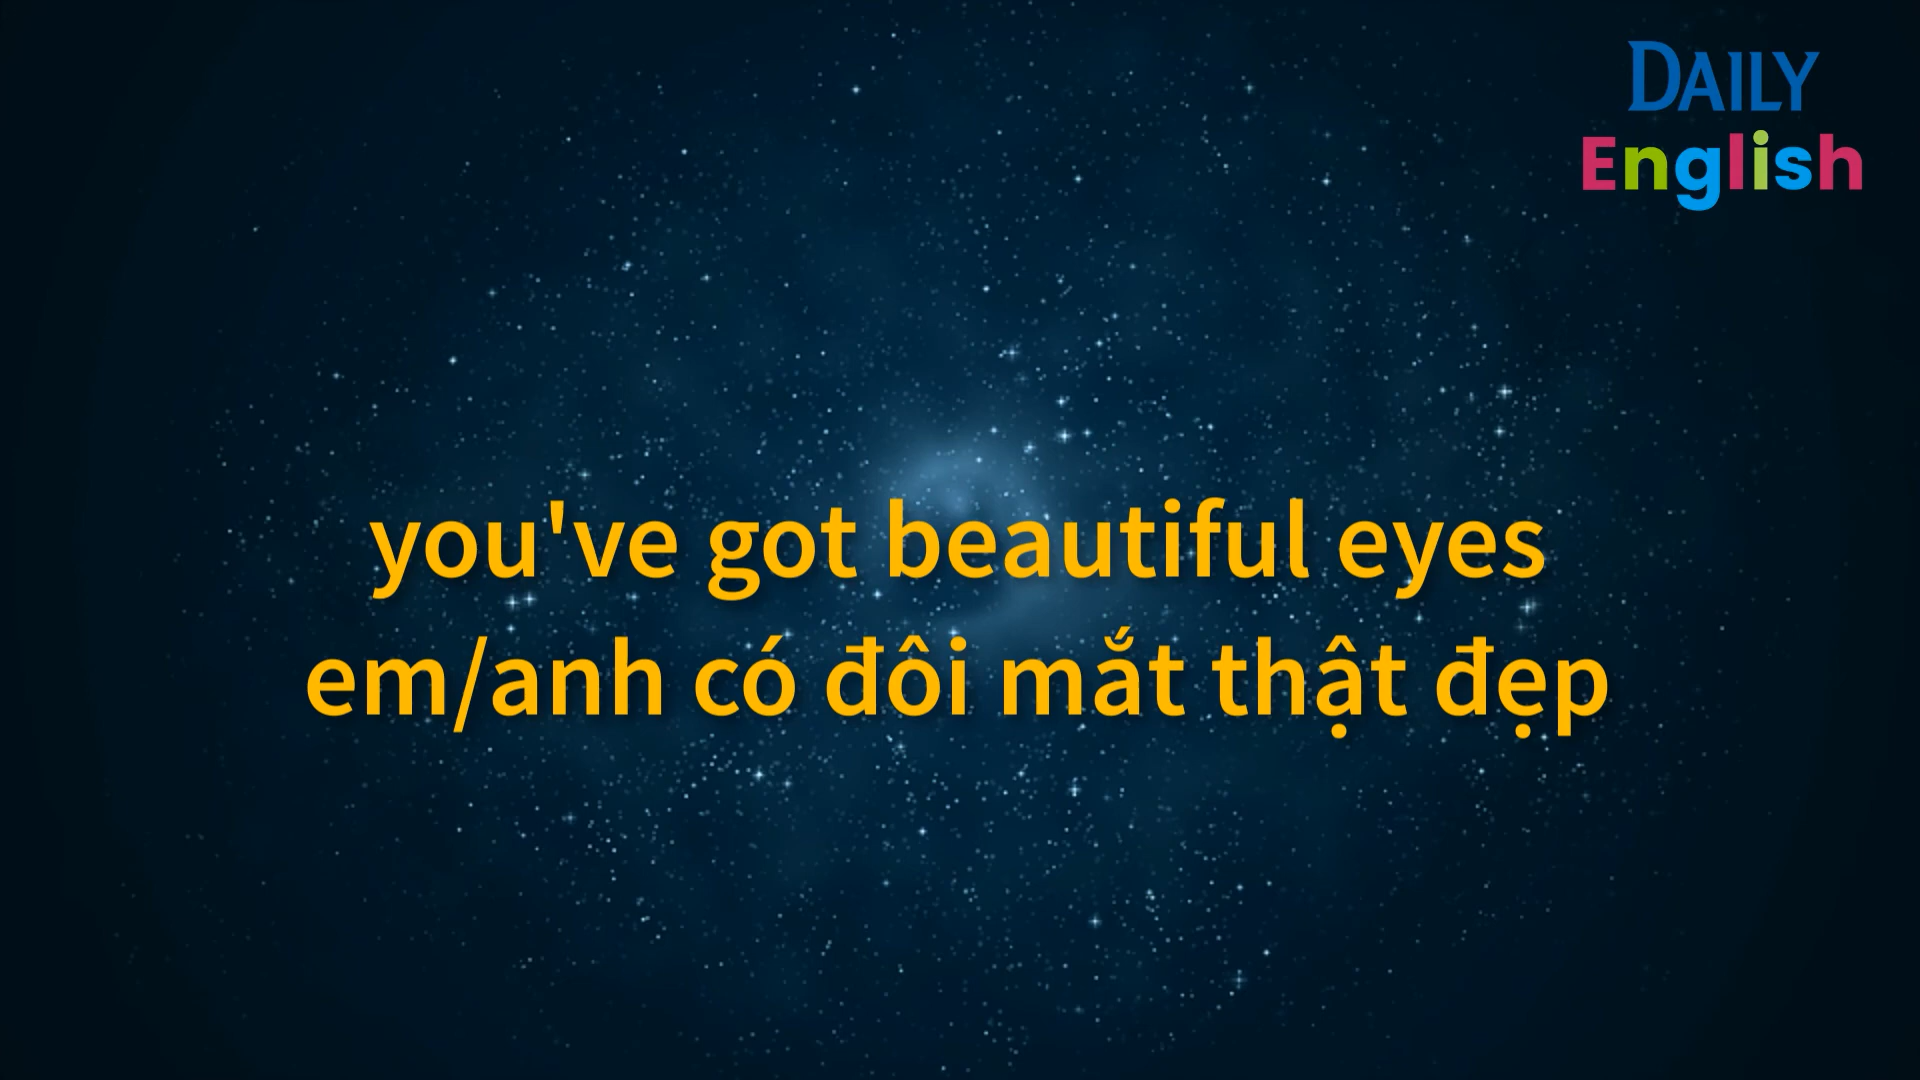 DAILY
English
you've got beautiful eyes
em/anh có đôi mắt thật đẹp